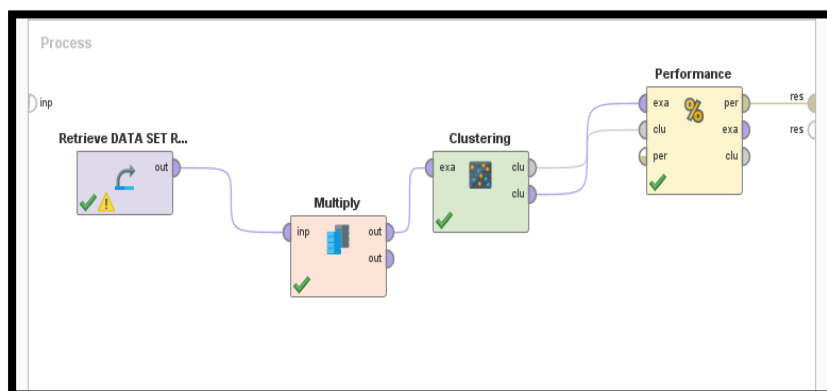 Process
inp
Retrieve DATA SET R...
out
Multiply
inp out
out
Clustering
exa clu
clu
Performance
exa % per
clu exa
per clu
res
res